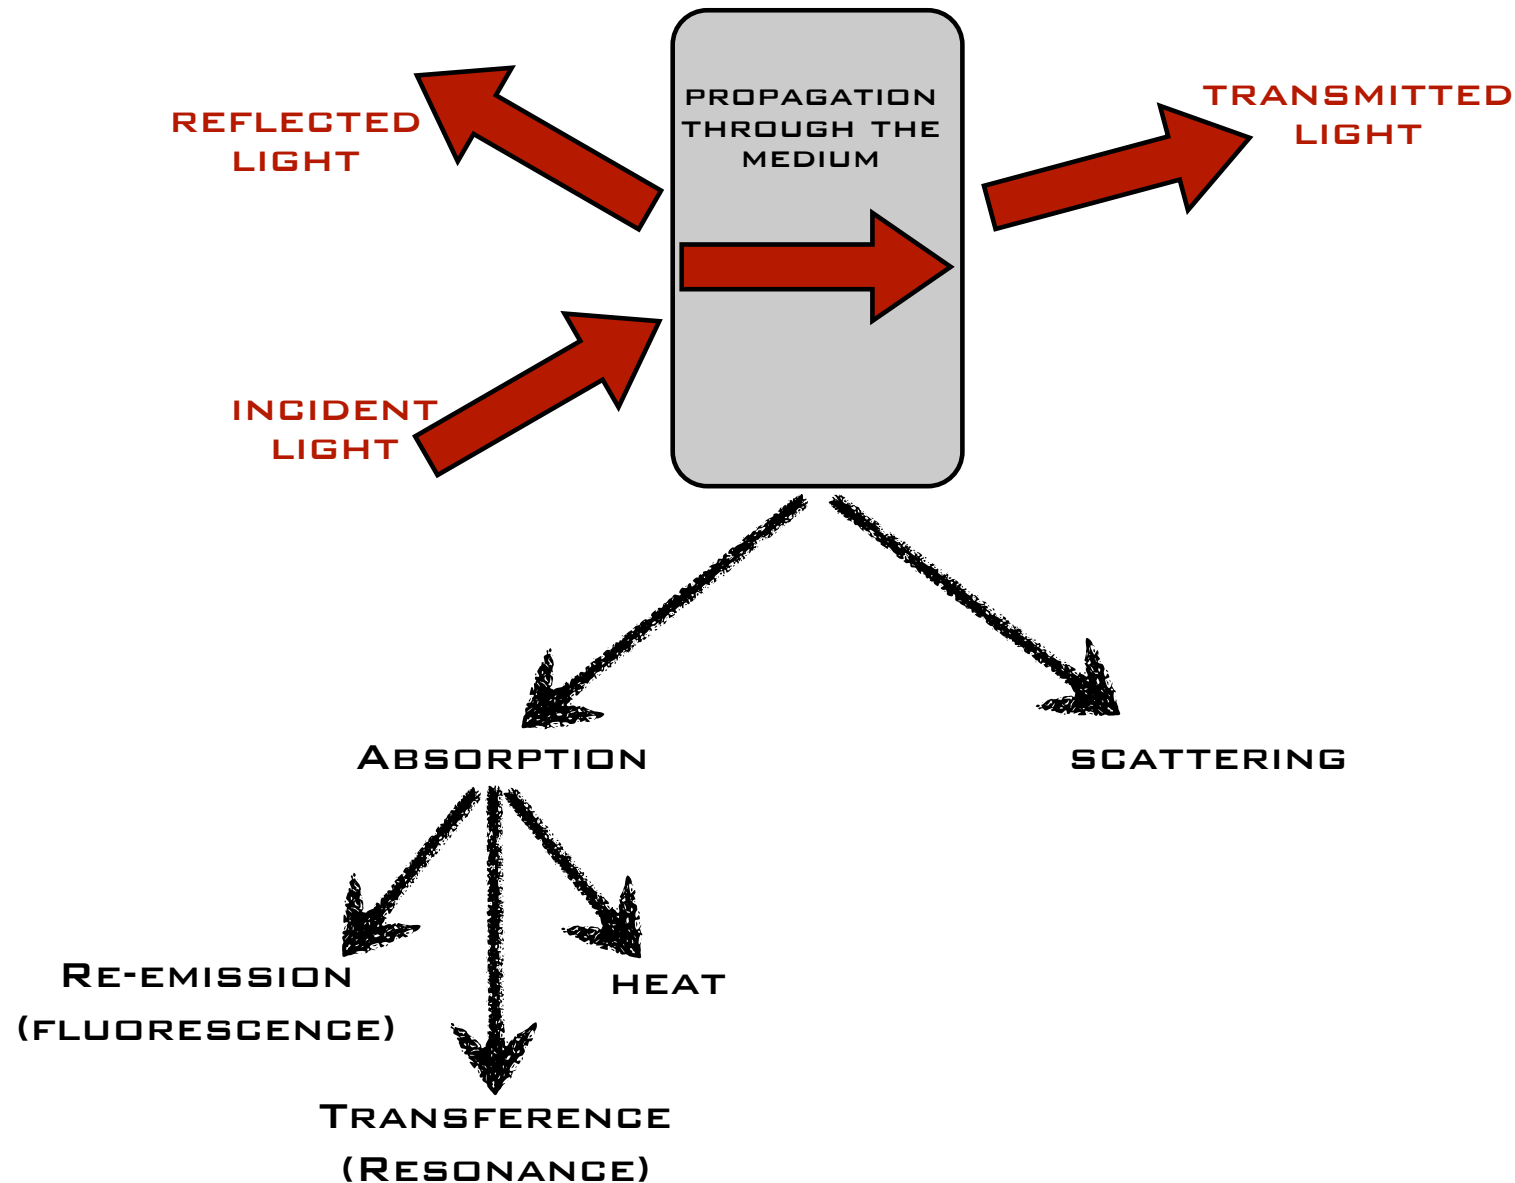 REFLECTED
LIGHT
PROPAGATION
THROUGH THE
MEDIUM
TRANSMITTED
LIGHT
INCIDENT
LIGHT
ABSORPTION
SCATTERING
RE-EMISSION
(FLUORESCENCE)
HEAT
TRANSFERENCE
(RESONANCE)